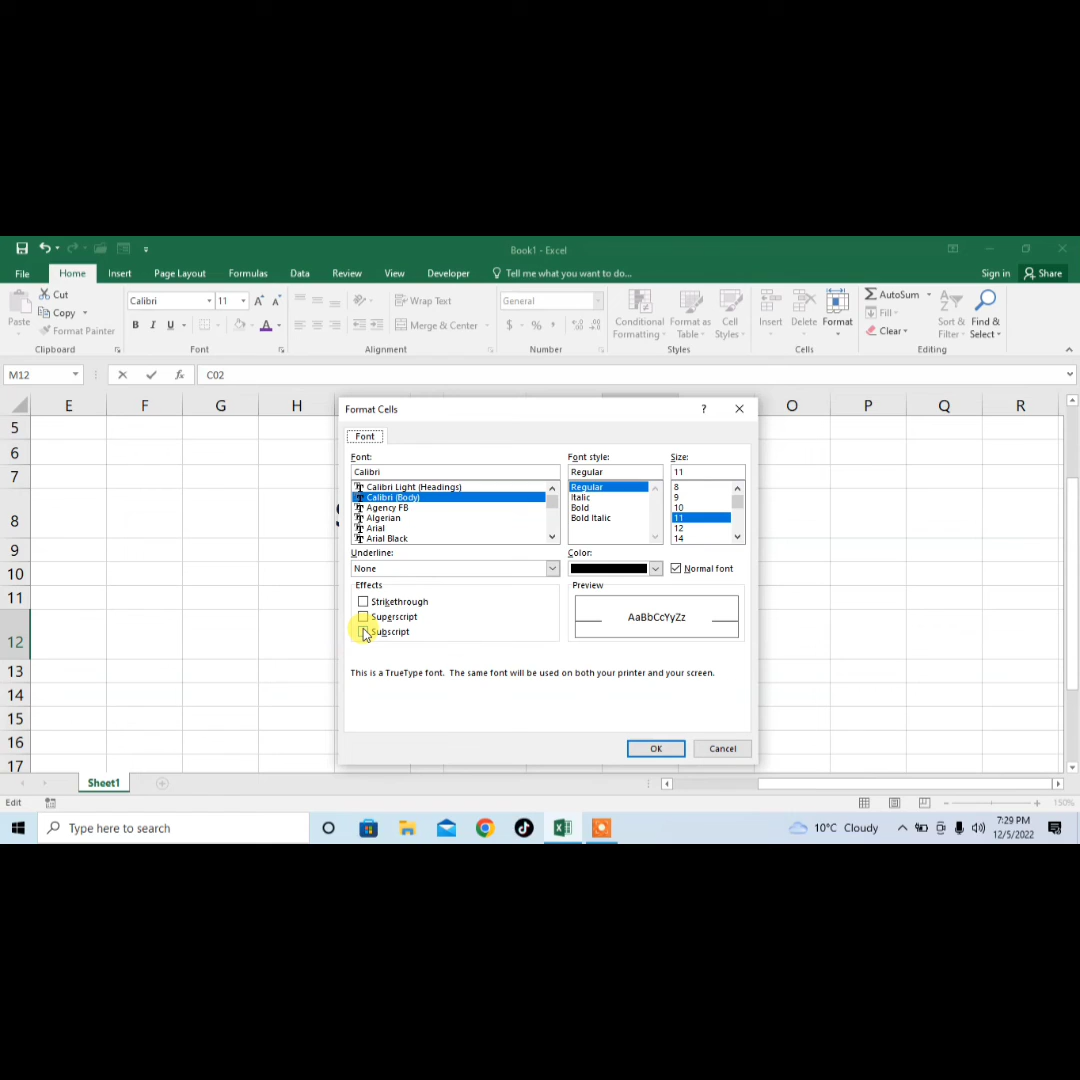 Book1 - Excel
File Home Insert Page Layout Formulas Data Review View Developer Tell me what you want to do... Sign in Share
Paste Cut Copy Format Painter
Calibri 11
B I U A
Wrap Text
Merge & Center
General
$ % ,
Conditional Formatting Format as Table Cell Styles
Insert Delete Format
AutoSum Fill Clear
Sort & Filter Find & Select
Clipboard Font Alignment Number Styles Cells Editing
M12 fx C02
E F G H O P Q R
5
6
7
8
9
10
11
12
13
14
15
16
17
Format Cells ?
Font
Font: Font style: Size:
Calibri Regular 11
Calibri Light (Headings) Regular 8
Calibri (Body) Italic 9
Agency FB Bold 10
Algerian Bold Italic 11
Arial 12
Arial Black 14
Underline: Color:
None Normal font
Effects Preview
Strikethrough
Superscript AaBbCcYyZz
Subscript
This is a TrueType font. The same font will be used on both your printer and your screen.
OK Cancel
Sheet1
Edit 150%
Type here to search 10°C Cloudy 7:29 PM
12/5/2022